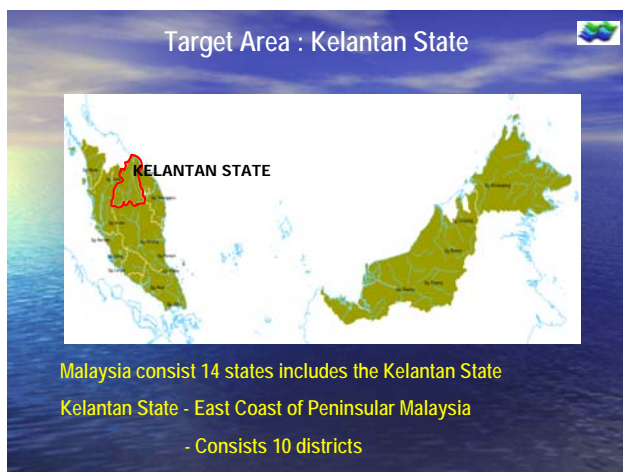 Target Area : Kelantan State
KELANTAN STATE
Malaysia consist 14 states includes the Kelantan State
Kelantan State - East Coast of Peninsular Malaysia
- Consists 10 districts